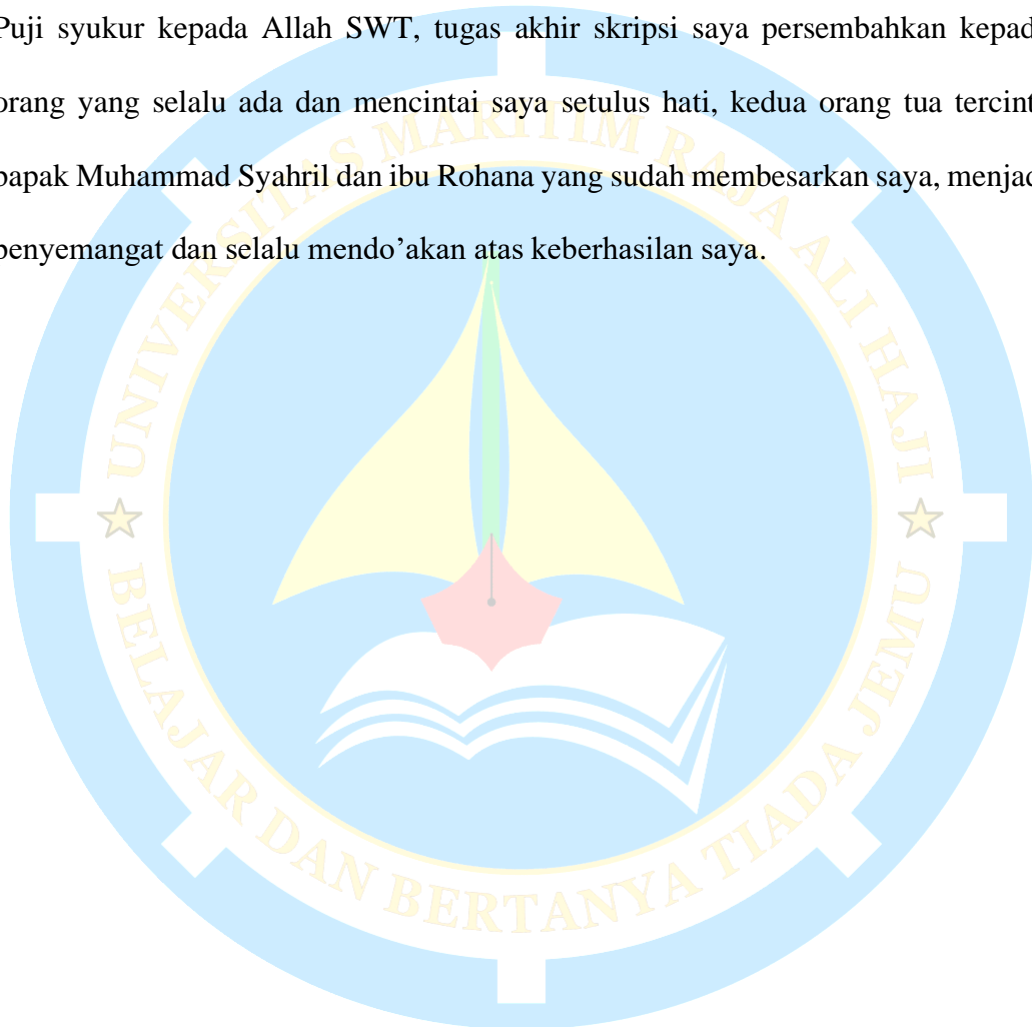 Puji syukur kepada Allah SWT, tugas akhir skripsi saya persembahkan kepad
orang yang selalu ada dan mencintai saya setulus hati, kedua orang tua tercint
bapak Muhammad Syahril dan ibu Rohana yang sudah membesarkan saya, menjad
penyemangat dan selalu mendo’akan atas keberhasilan saya.
UNIVERSITAS MARITIM RAJA ALI HAJI
BELAJAR DAN BERTANYA TIADA JEMU